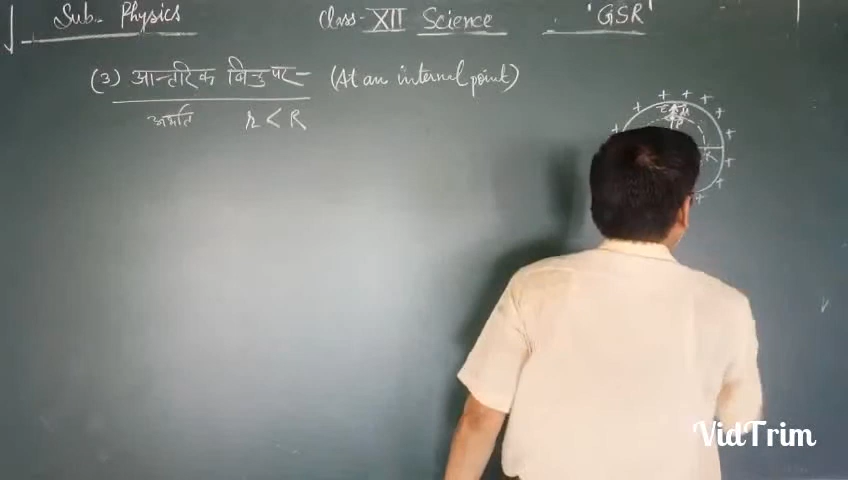 Sub. Physics
Class-XII Science
'GSR'
(3) आन्तरिक बिन्दु पर- (At an internal point)
अर्थात r < R
+ + + + + + + + + +
P
R
VidTrim